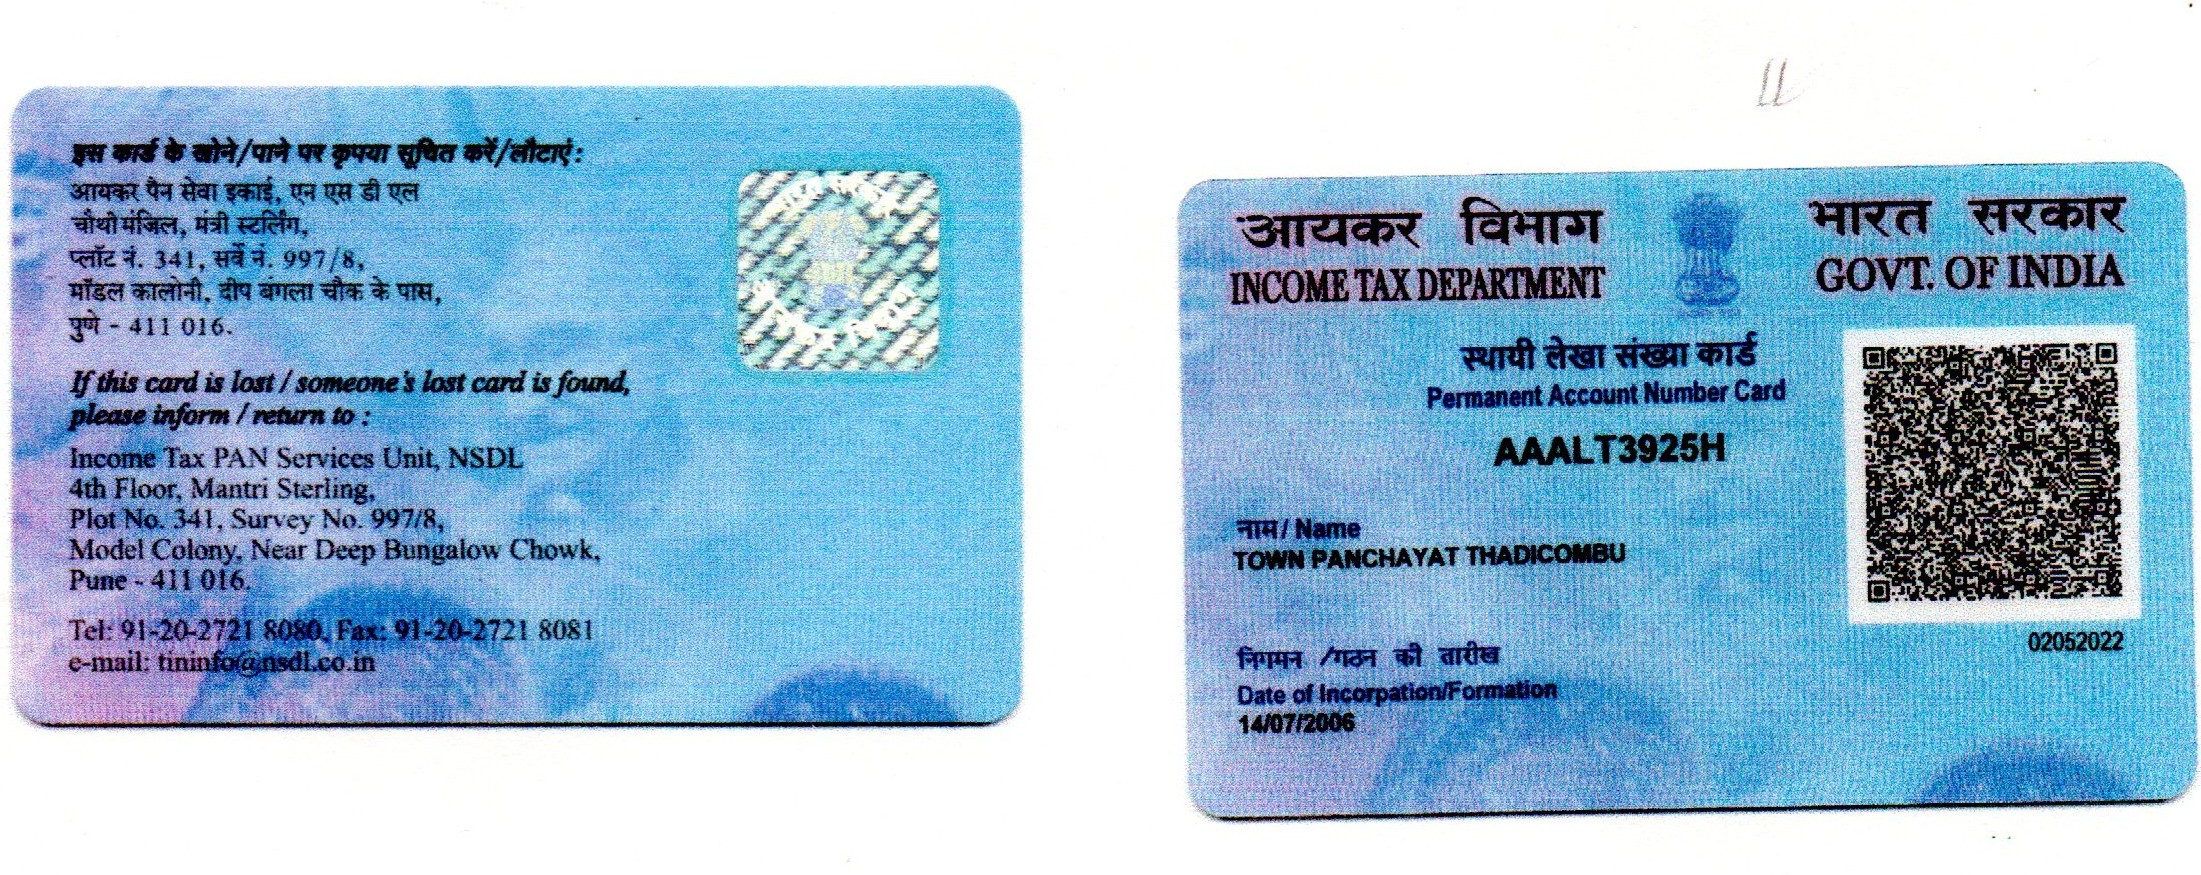 इस कार्ड के खोने/पाने पर कृपया सूचित करें/लौटाएं:
आयकर पैन सेवा इकाई, एन एस डी एल
चौथी मंजिल, मंत्री स्टर्लिंग,
प्लॉट नं. 341, सर्वे नं. 997/8,
मॉडल कालोनी, दीप बंगला चौक के पास,
पुणे - 411 016.
If this card is lost / someone's lost card is found,
please inform / return to :
Income Tax PAN Services Unit, NSDL
4th Floor, Mantri Sterling,
Plot No. 341, Survey No. 997/8,
Model Colony, Near Deep Bungalow Chowk,
Pune - 411 016.
Tel: 91-20-2721 8080, Fax: 91-20-2721 8081
e-mail: tininfo@nsdl.co.in
आयकर विभाग
INCOME TAX DEPARTMENT
भारत सरकार
GOVT. OF INDIA
स्थायी लेखा संख्या कार्ड
Permanent Account Number Card
AAALT3925H
नाम / Name
TOWN PANCHAYAT THADICOMBU
02052022
निगमन /गठन की तारीख
Date of Incorpation/Formation
14/07/2006